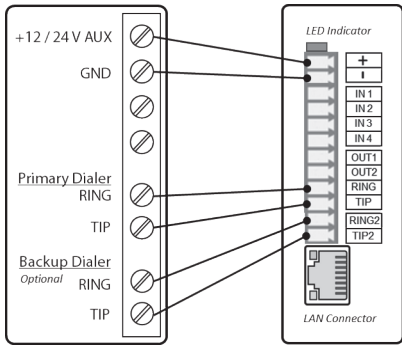 +12 / 24 V AUX
GND
Primary Dialer
RING
TIP
Backup Dialer
Optional RING
TIP
LED Indicator
+
-
IN 1
IN 2
IN 3
IN 4
OUT1
OUT2
RING
TIP
RING2
TIP2
LAN Connector